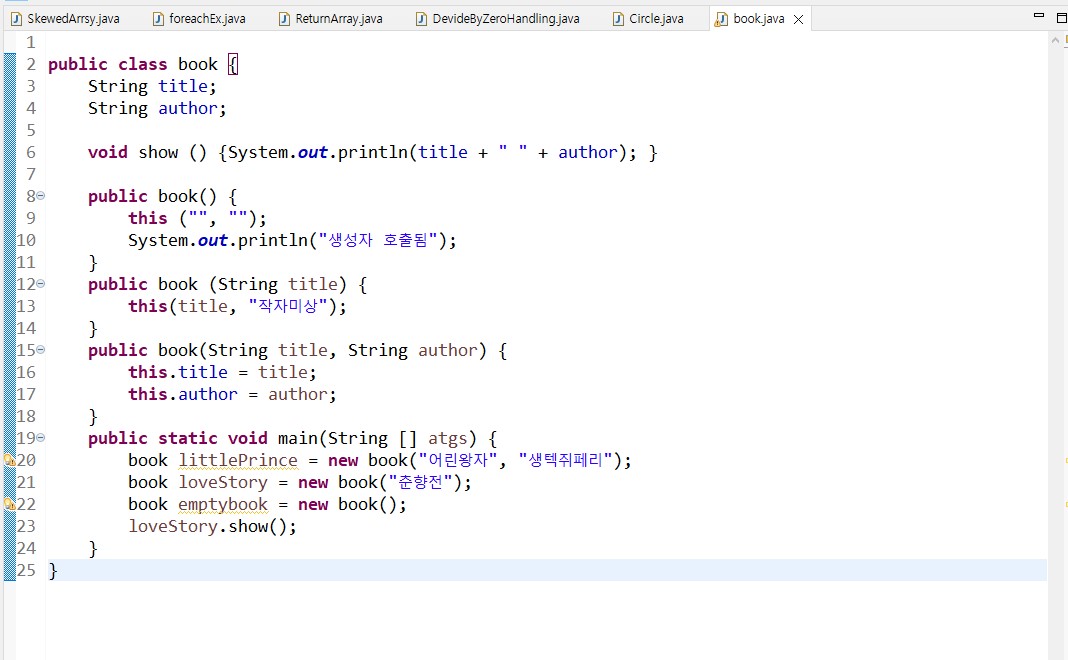 SkewedArrsy.java foreachEx.java ReturnArray.java DevideByZeroHandling.java Circle.java book.java
1
2 public class book {
3     String title;
4     String author;
5
6     void show () {System.out.println(title + " " + author); }
7
8     public book() {
9         this ("", "");
10         System.out.println("생성자 호출됨");
11     }
12     public book (String title) {
13         this(title, "작자미상");
14     }
15     public book(String title, String author) {
16         this.title = title;
17         this.author = author;
18     }
19     public static void main(String [] atgs) {
20         book littlePrince = new book("어린왕자", "생텍쥐페리");
21         book loveStory = new book("춘향전");
22         book emptybook = new book();
23         loveStory.show();
24     }
25 }